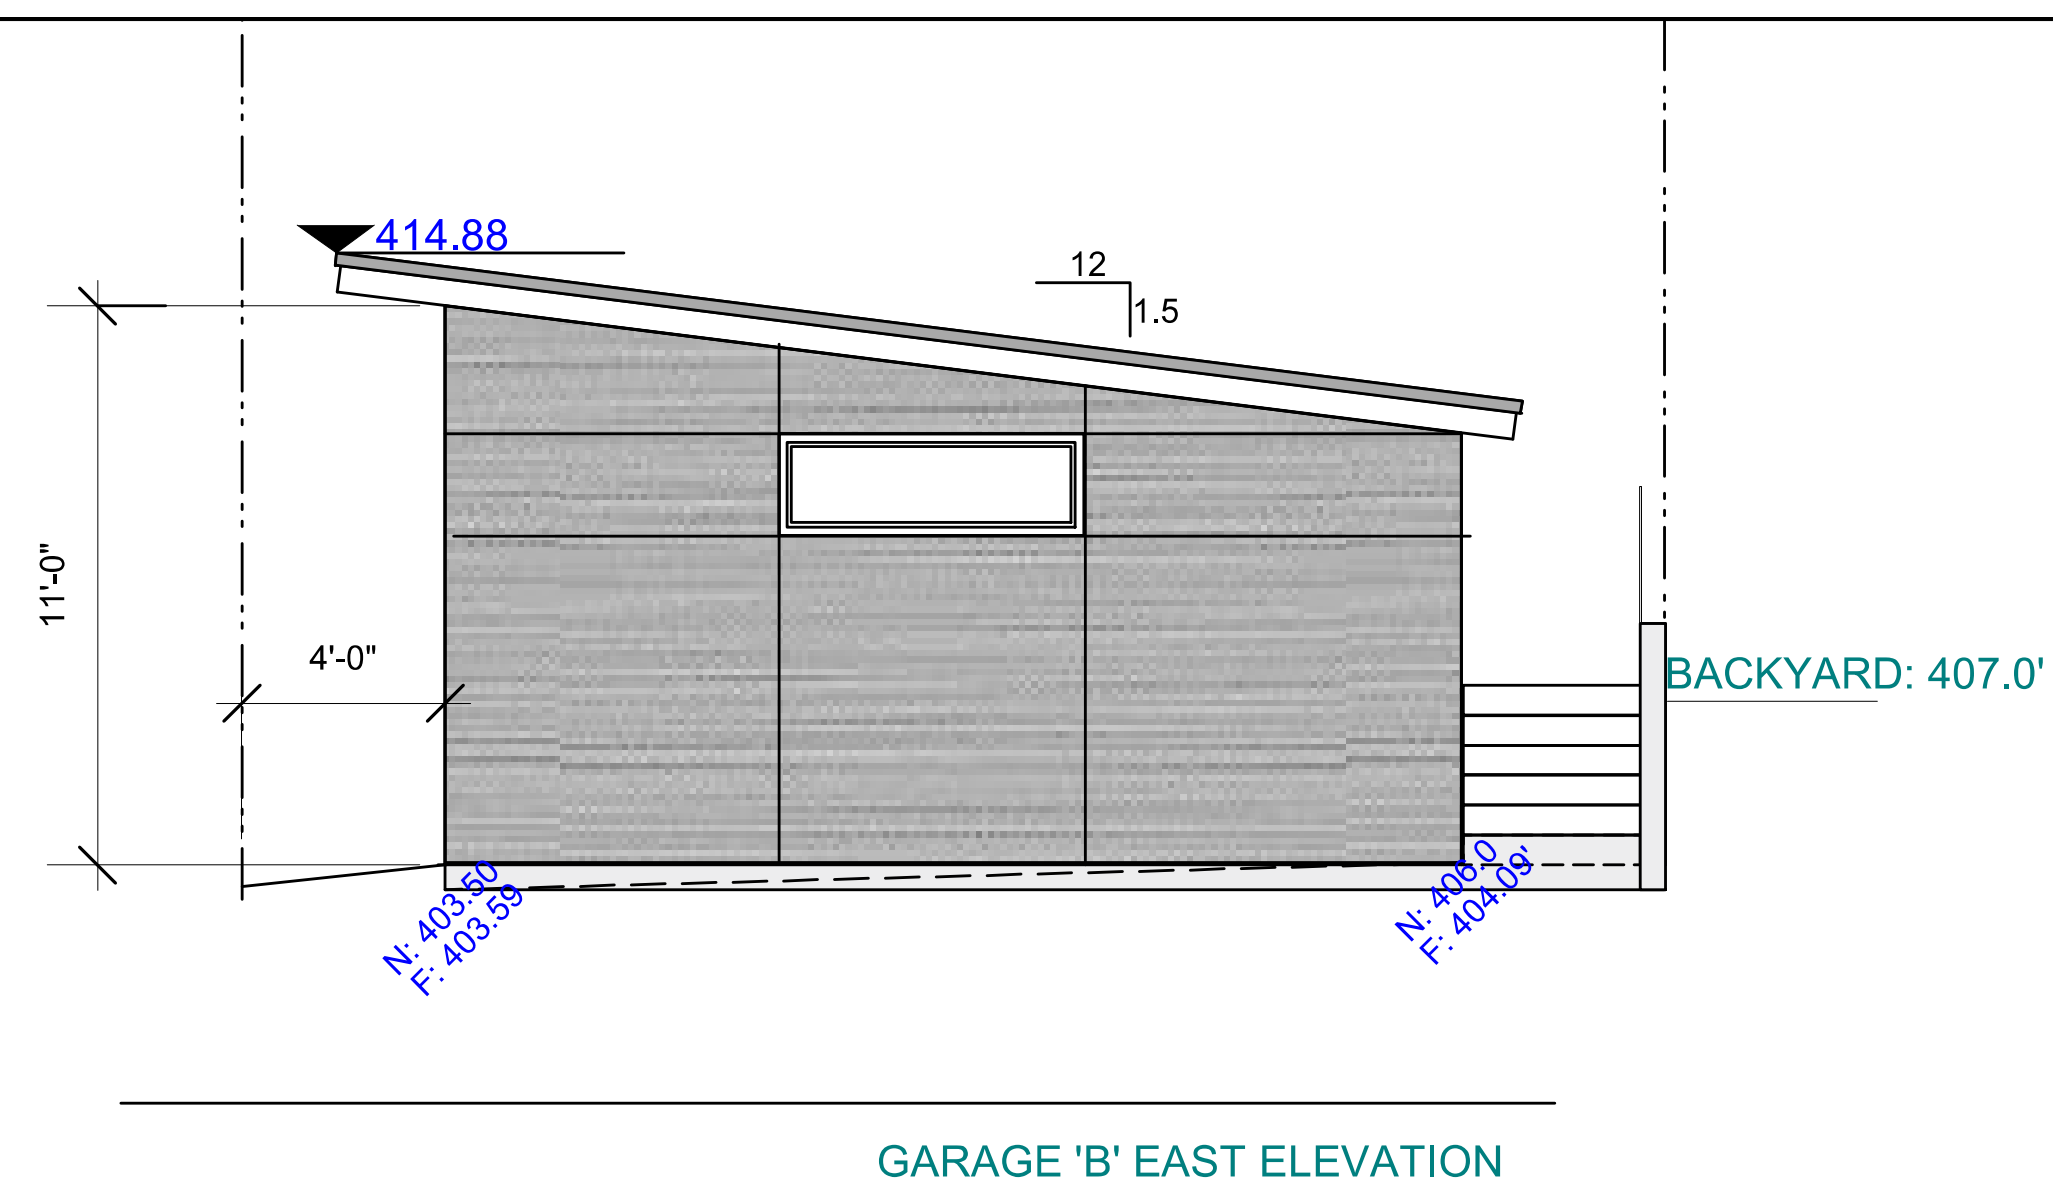 414.88
12
1.5
11'-0"
4'-0"
BACKYARD: 407.0'
N: 403.50
F: 403.59
N: 406.0
F: 404.09'
GARAGE 'B' EAST ELEVATION